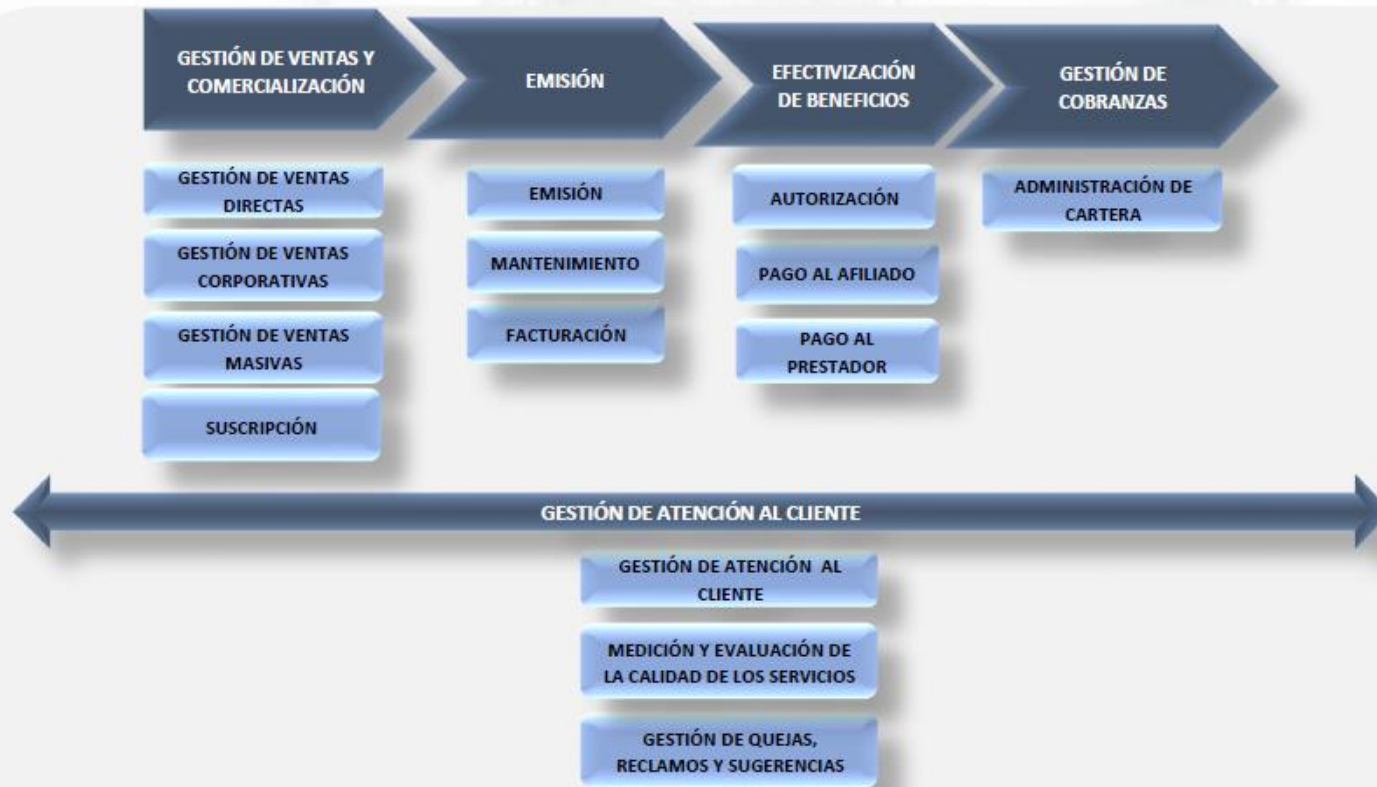 GESTIÓN DE VENTAS Y
COMERCIALIZACIÓN
EMISIÓN
EFECTIVIZACIÓN
DE BENEFICIOS
GESTIÓN DE
COBRANZAS
GESTIÓN DE VENTAS
DIRECTAS
GESTIÓN DE VENTAS
CORPORATIVAS
GESTIÓN DE VENTAS
MASIVAS
SUSCRIPCIÓN
EMISIÓN
MANTENIMIENTO
FACTURACIÓN
AUTORIZACIÓN
PAGO AL AFILIADO
PAGO AL
PRESTADOR
ADMINISTRACIÓN DE
CARTERA
GESTIÓN DE ATENCIÓN AL CLIENTE
GESTIÓN DE ATENCIÓN AL
CLIENTE
MEDICIÓN Y EVALUACIÓN DE
LA CALIDAD DE LOS SERVICIOS
GESTIÓN DE QUEJAS,
RECLAMOS Y SUGERENCIAS